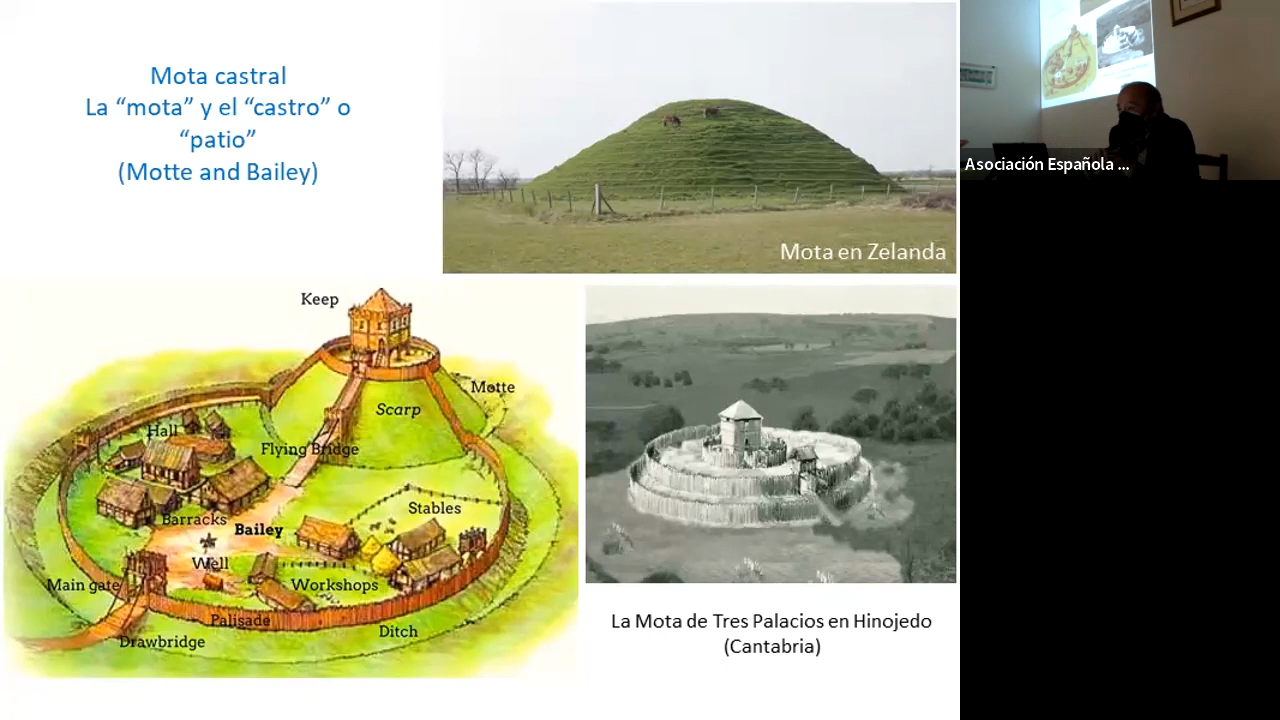 Mota castral
La “mota” y el “castro” o
“patio”
(Motte and Bailey)
Mota en Zelanda
Asociación Española ...
Keep
Motte
Scarp
Hall
Flying Bridge
Stables
Barracks
Bailey
Well
Main gate
Workshops
Palisade
Ditch
Drawbridge
La Mota de Tres Palacios en Hinojedo
(Cantabria)